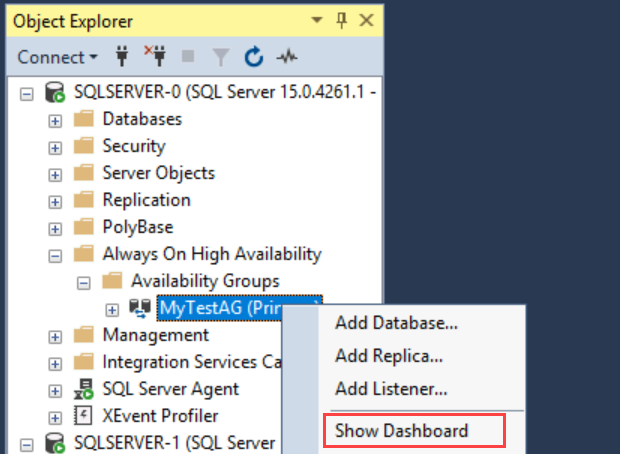 Object Explorer
Connect
SQLSERVER-0 (SQL Server 15.0.4261.1 -
Databases
Security
Server Objects
Replication
PolyBase
Always On High Availability
Availability Groups
MyTestAG (Pri
Add Database...
Management
Add Replica...
Integration Services Ca
Add Listener...
SQL Server Agent
XEvent Profiler
Show Dashboard
SQLSERVER-1 (SQL Server